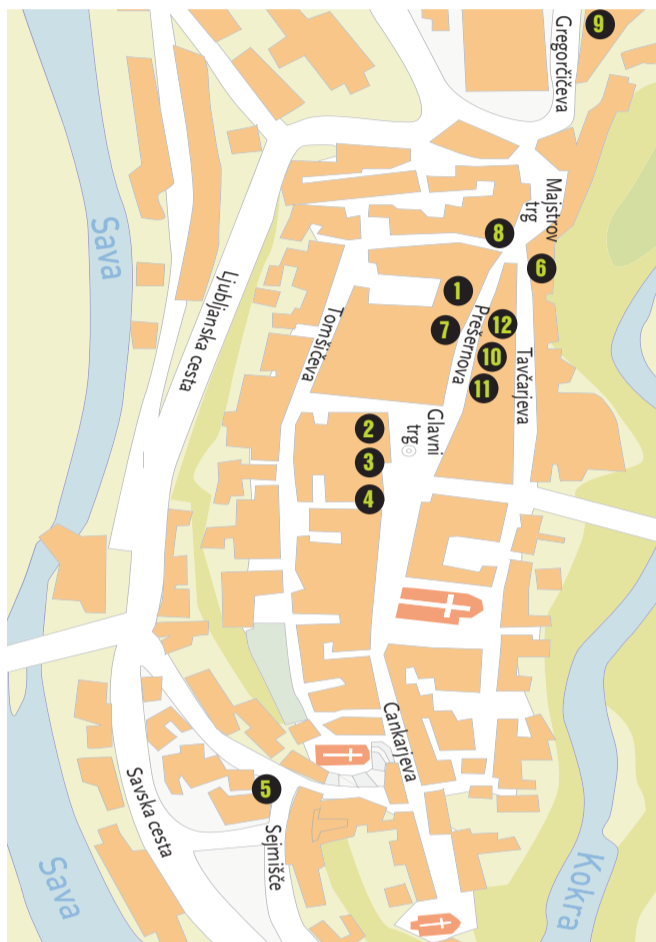 9
Gregorčičeva
Majstrov
trg
8
6
Sava
Ljubljanska cesta
Tomšičeva
1
7
Prešernova
12
10
11
Tavčarjeva
Glavni
trg
2
3
4
Cankarjeva
5
Sejmišče
Savska cesta
Sava
Kokra